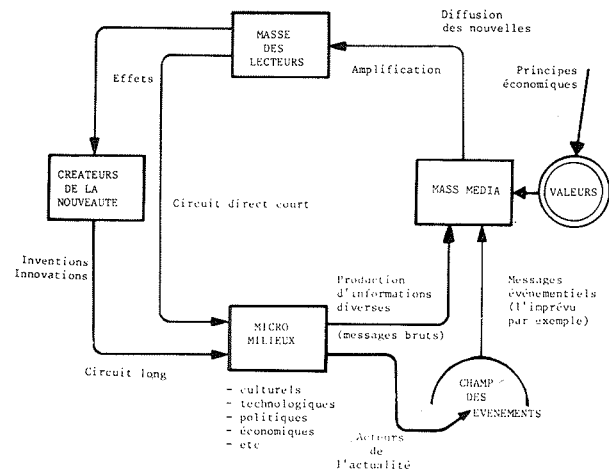 Diffusion
des nouvelles
MASSE
DES
LECTEURS
Effets
Amplification
Principes
économiques
CREATEURS
DE LA
NOUVEAUTE
MASS MEDIA
VALEURS
Circuit direct court
Inventions
Innovations
Production
d'informations
diverses
(messages bruts)
Messages
événementiels
(l'imprévu
par exemple)
MICRO
MILIEUX
Circuit long
CHAMP
DES
EVENEMENTS
- culturels
- technologiques
- politiques
- économiques
- etc
Acteurs
de
l'actualité